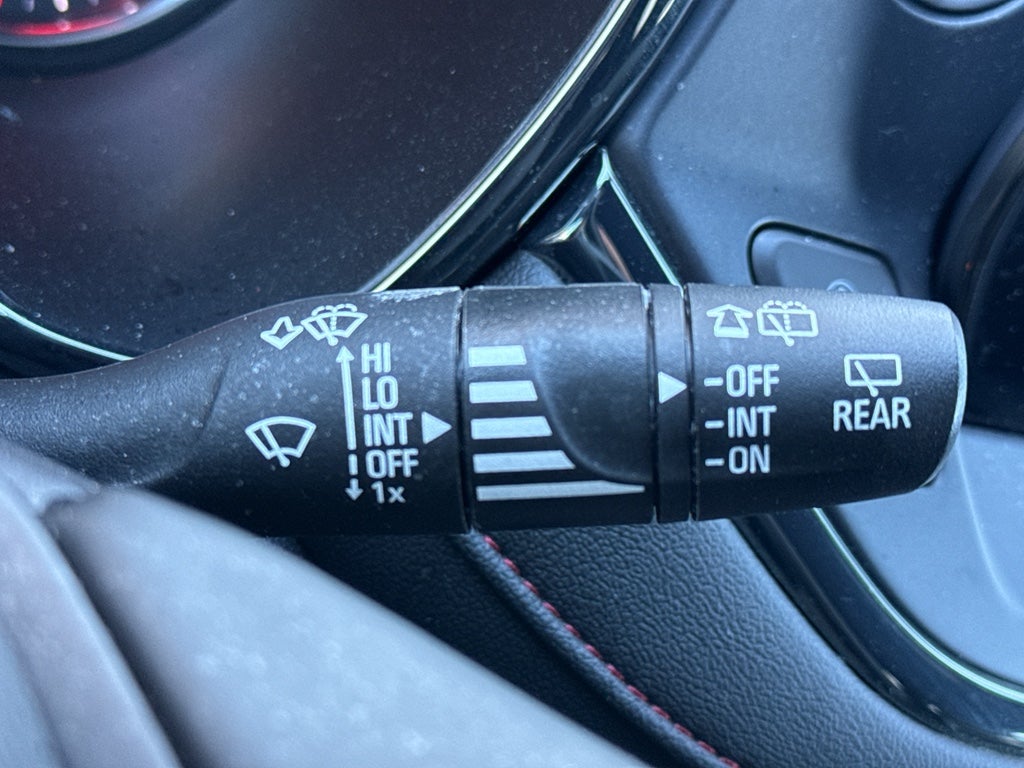 HI
LO
INT
OFF
1x
-OFF
-INT
-ON
REAR